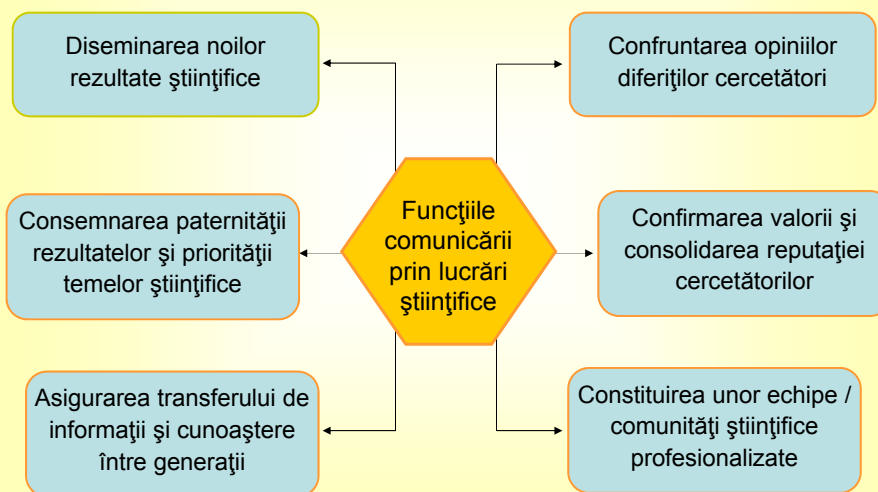 Diseminarea noilor
rezultate ştiinţifice
Confruntarea opiniilor
diferiţilor cercetători
Consemnarea paternităţii
rezultatelor şi priorităţii
temelor ştiinţifice
Funcţiile
comunicării
prin lucrări
ştiinţifice
Confirmarea valorii şi
consolidarea reputaţiei
cercetătorilor
Asigurarea transferului de
informaţii şi cunoaştere
între generaţii
Constituirea unor echipe /
comunităţi ştiinţifice
profesionalizate